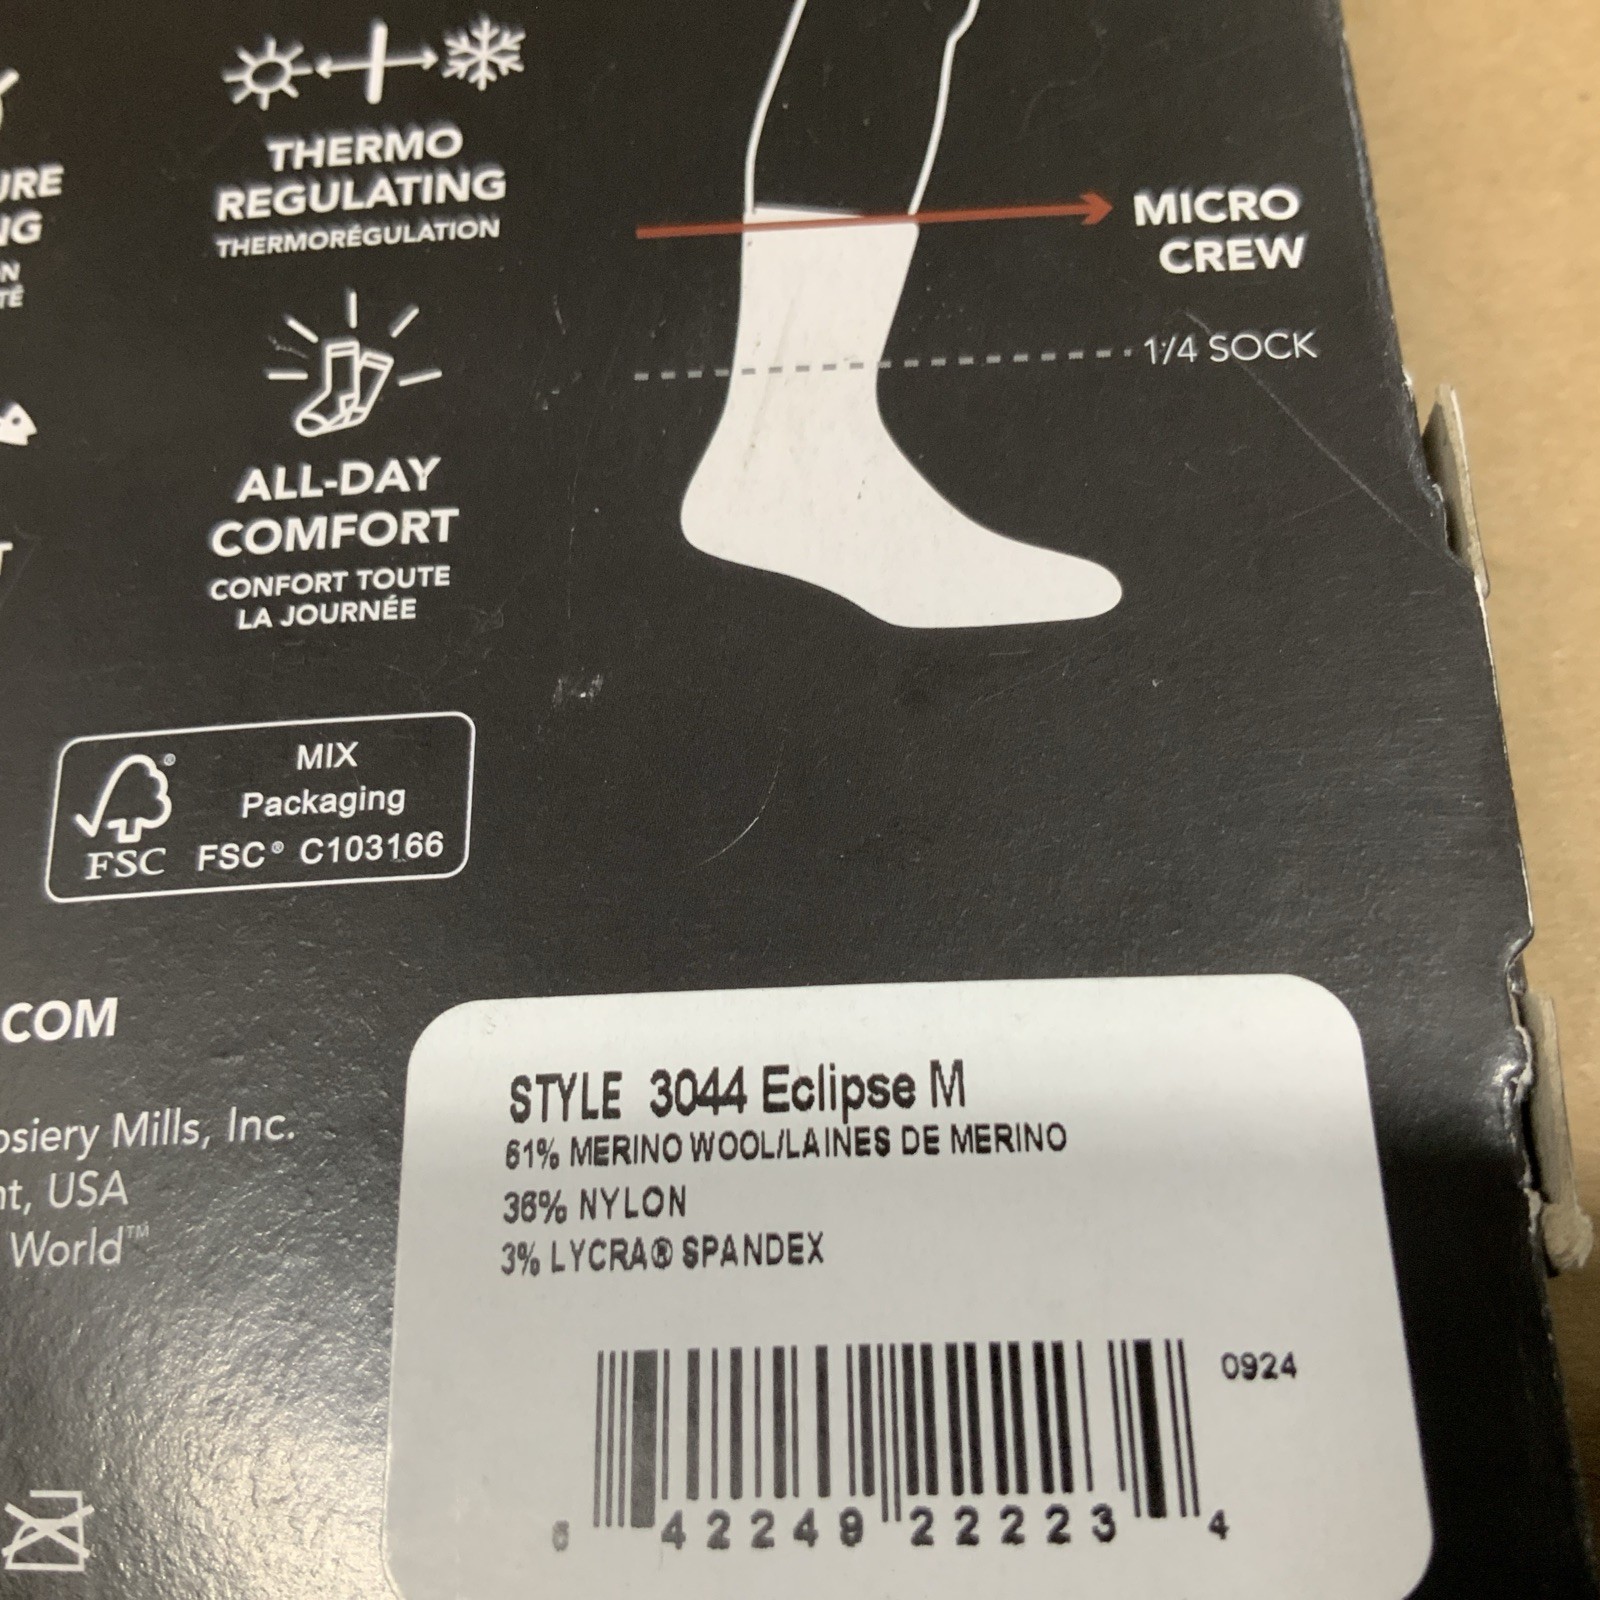 THERMO
REGULATING
THERMORÉGULATION
ALL-DAY
COMFORT
CONFORT TOUTE
LA JOURNÉE
MICRO
CREW
1/4 SOCK
MIX
Packaging
FSC® C103166
FSC
®
.COM
Mills, Inc.
USA
World™
STYLE 3044 Eclipse M
61% MERINO WOOL/LAINES DE MERINO
36% NYLON
3% LYCRA® SPANDEX
0924
6 42249 22223 4